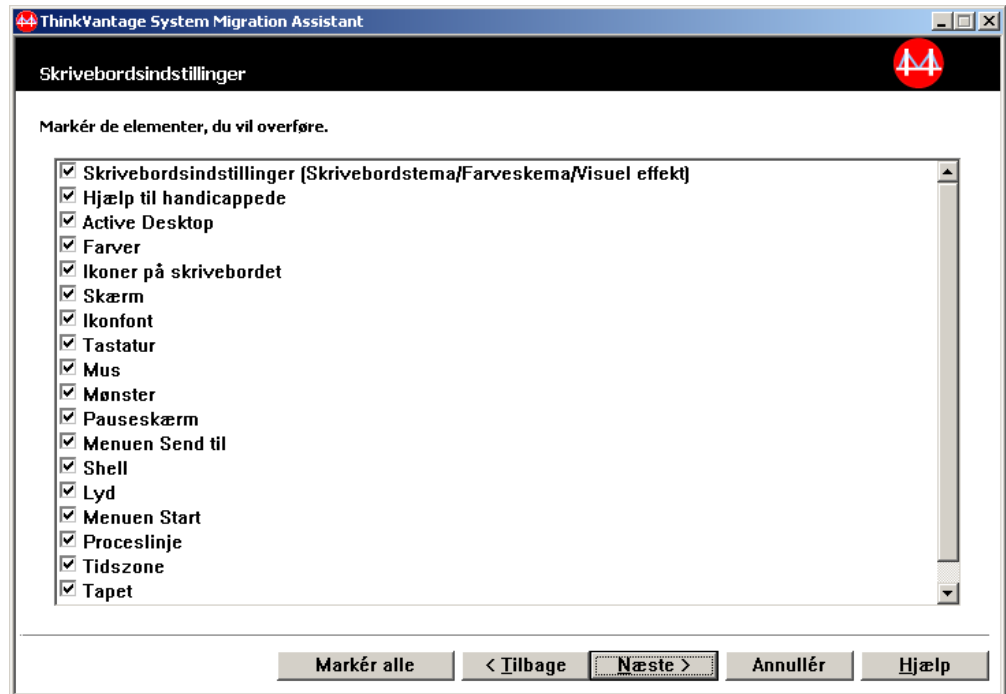 ThinkVantage System Migration Assistant
Skrivebordsindstillinger
Markér de elementer, du vil overføre.
Skrivebordsindstillinger (Skrivebordstema/Farveskema/Visuel effekt)
Hjælp til handicappede
Active Desktop
Farver
Ikoner på skrivebordet
Skærm
Ikonfont
Tastatur
Mus
Mønster
Pauseskærm
Menuen Send til
Shell
Lyd
Menuen Start
Proceslinje
Tidszone
Tapet
Markér alle
< Tilbage
Næste >
Annullér
Hjælp